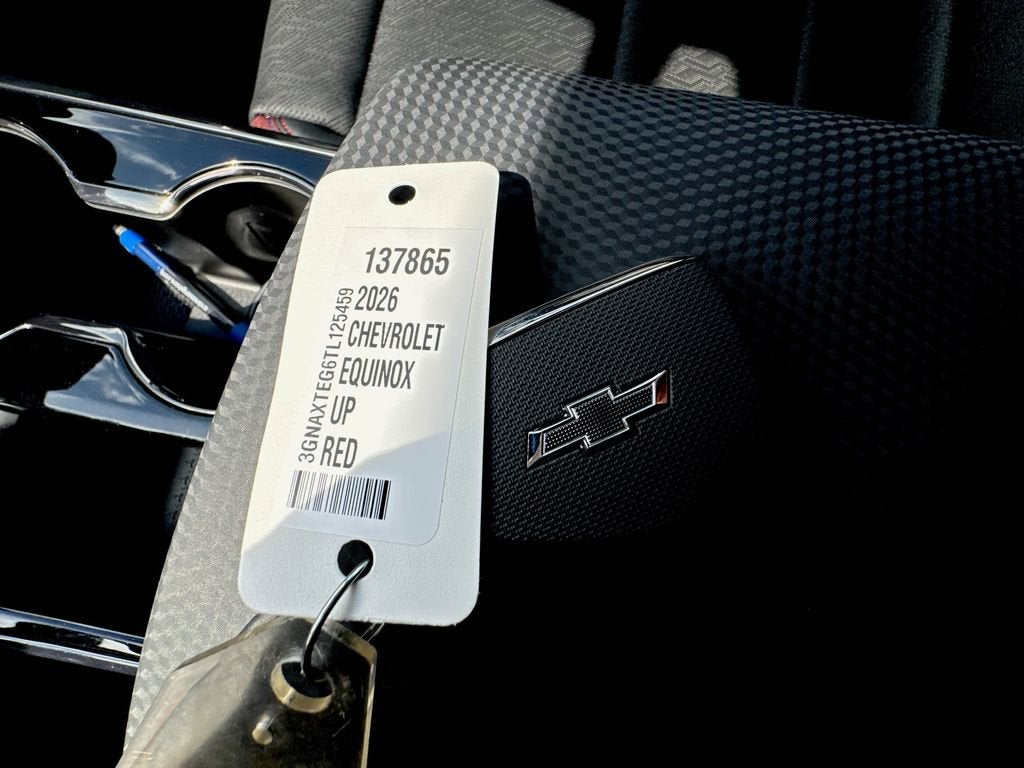 137865
2026
CHEVROLET
EQUINOX
UP
RED
3GNAXTEG6TL125459